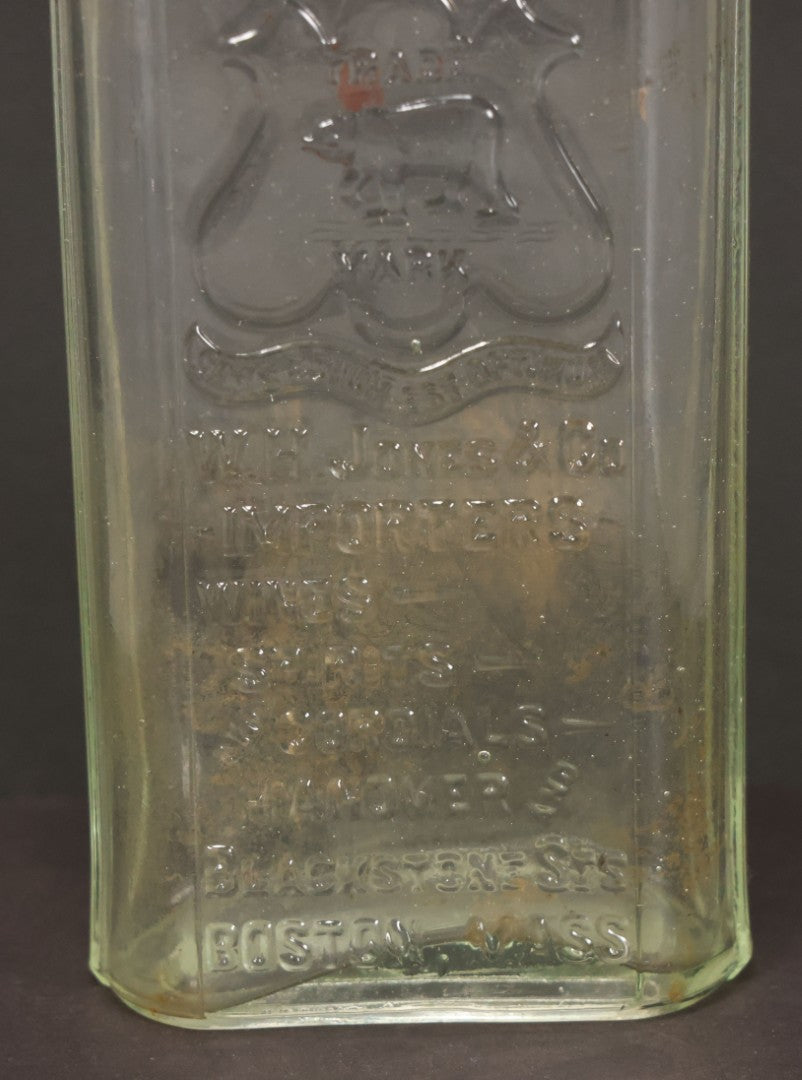 TRADE
MARK
W.H. JONES & CO
-IMPORTERS-
WINES -
SPIRITS -
& CORDIALS -
HANOVER &
BLACKSTONE STS
BOSTON MASS